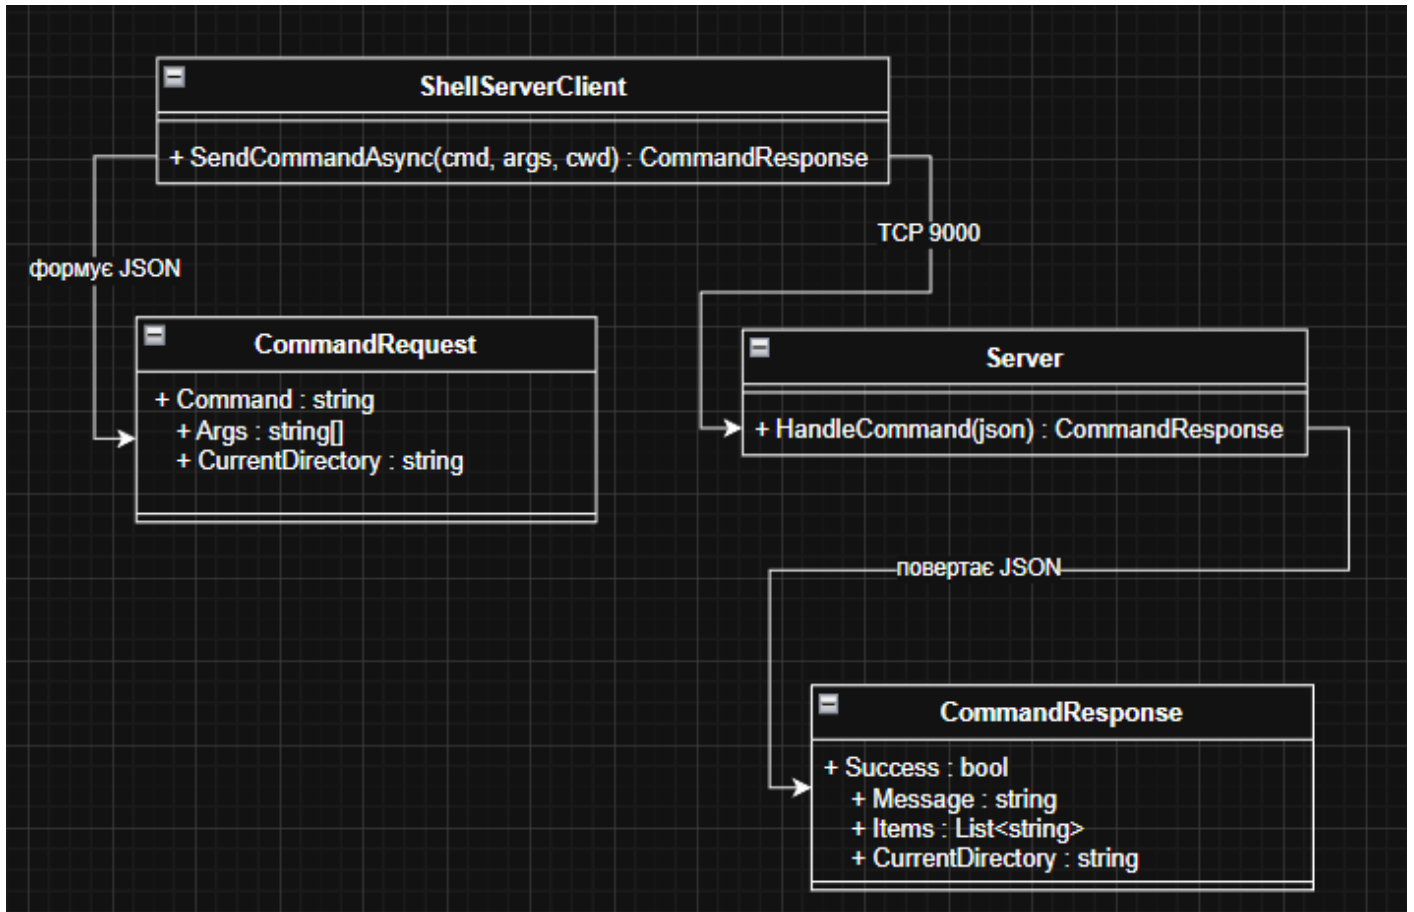 ShellServerClient
+ SendCommandAsync(cmd, args, cwd) : CommandResponse
TCP 9000
формує JSON
CommandRequest
+ Command : string
+ Args : string[]
+ CurrentDirectory : string
Server
+ HandleCommand(json) : CommandResponse
повертає JSON
CommandResponse
+ Success : bool
+ Message : string
+ Items : List<string>
+ CurrentDirectory : string